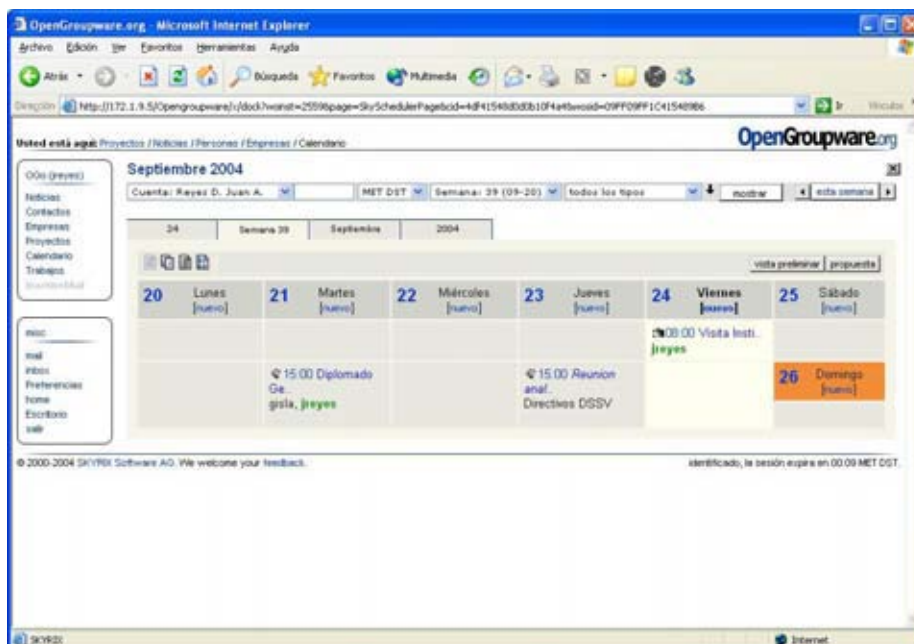 OpenGroupware.org - Microsoft Internet Explorer
Archivo Edición Ver Favoritos Herramientas Ayuda
Atrás Búsqueda Favoritos Multimedia
Dirección Ir Vínculos
Usted está aquí: Proyectos / Noticias / Personas / Empresas / Calendario
OpenGroupware.org
OGo (jreyes)
Noticias
Contactos
Empresas
Proyectos
Calendario
Trabajos
misc
mail
inbox
Preferencias
home
Escritorio
salir
Septiembre 2004
Cuenta: Reyes D. Juan A. MET DST Semana: 39 (09-20) todos los tipos mostrar esta semana
24 Semana 39 Septiembre 2004
vista preliminar propuesta
20 Lunes [nuevo] 21 Martes [nuevo] 22 Miércoles [nuevo] 23 Jueves [nuevo] 24 Viernes [nuevo] 25 Sábado [nuevo]
08:00 Visita Insti..
jreyes
15:00 Diplomado Ge..
gisla, jreyes
15:00 Reunion anal..
Directivos DSSV
26 Domingo [nuevo]
© 2000-2004 SKYRIX Software AG. We welcome your feedback.
identificado, la sesión expira en 00:09 MET DST.
SKYRIX
Internet